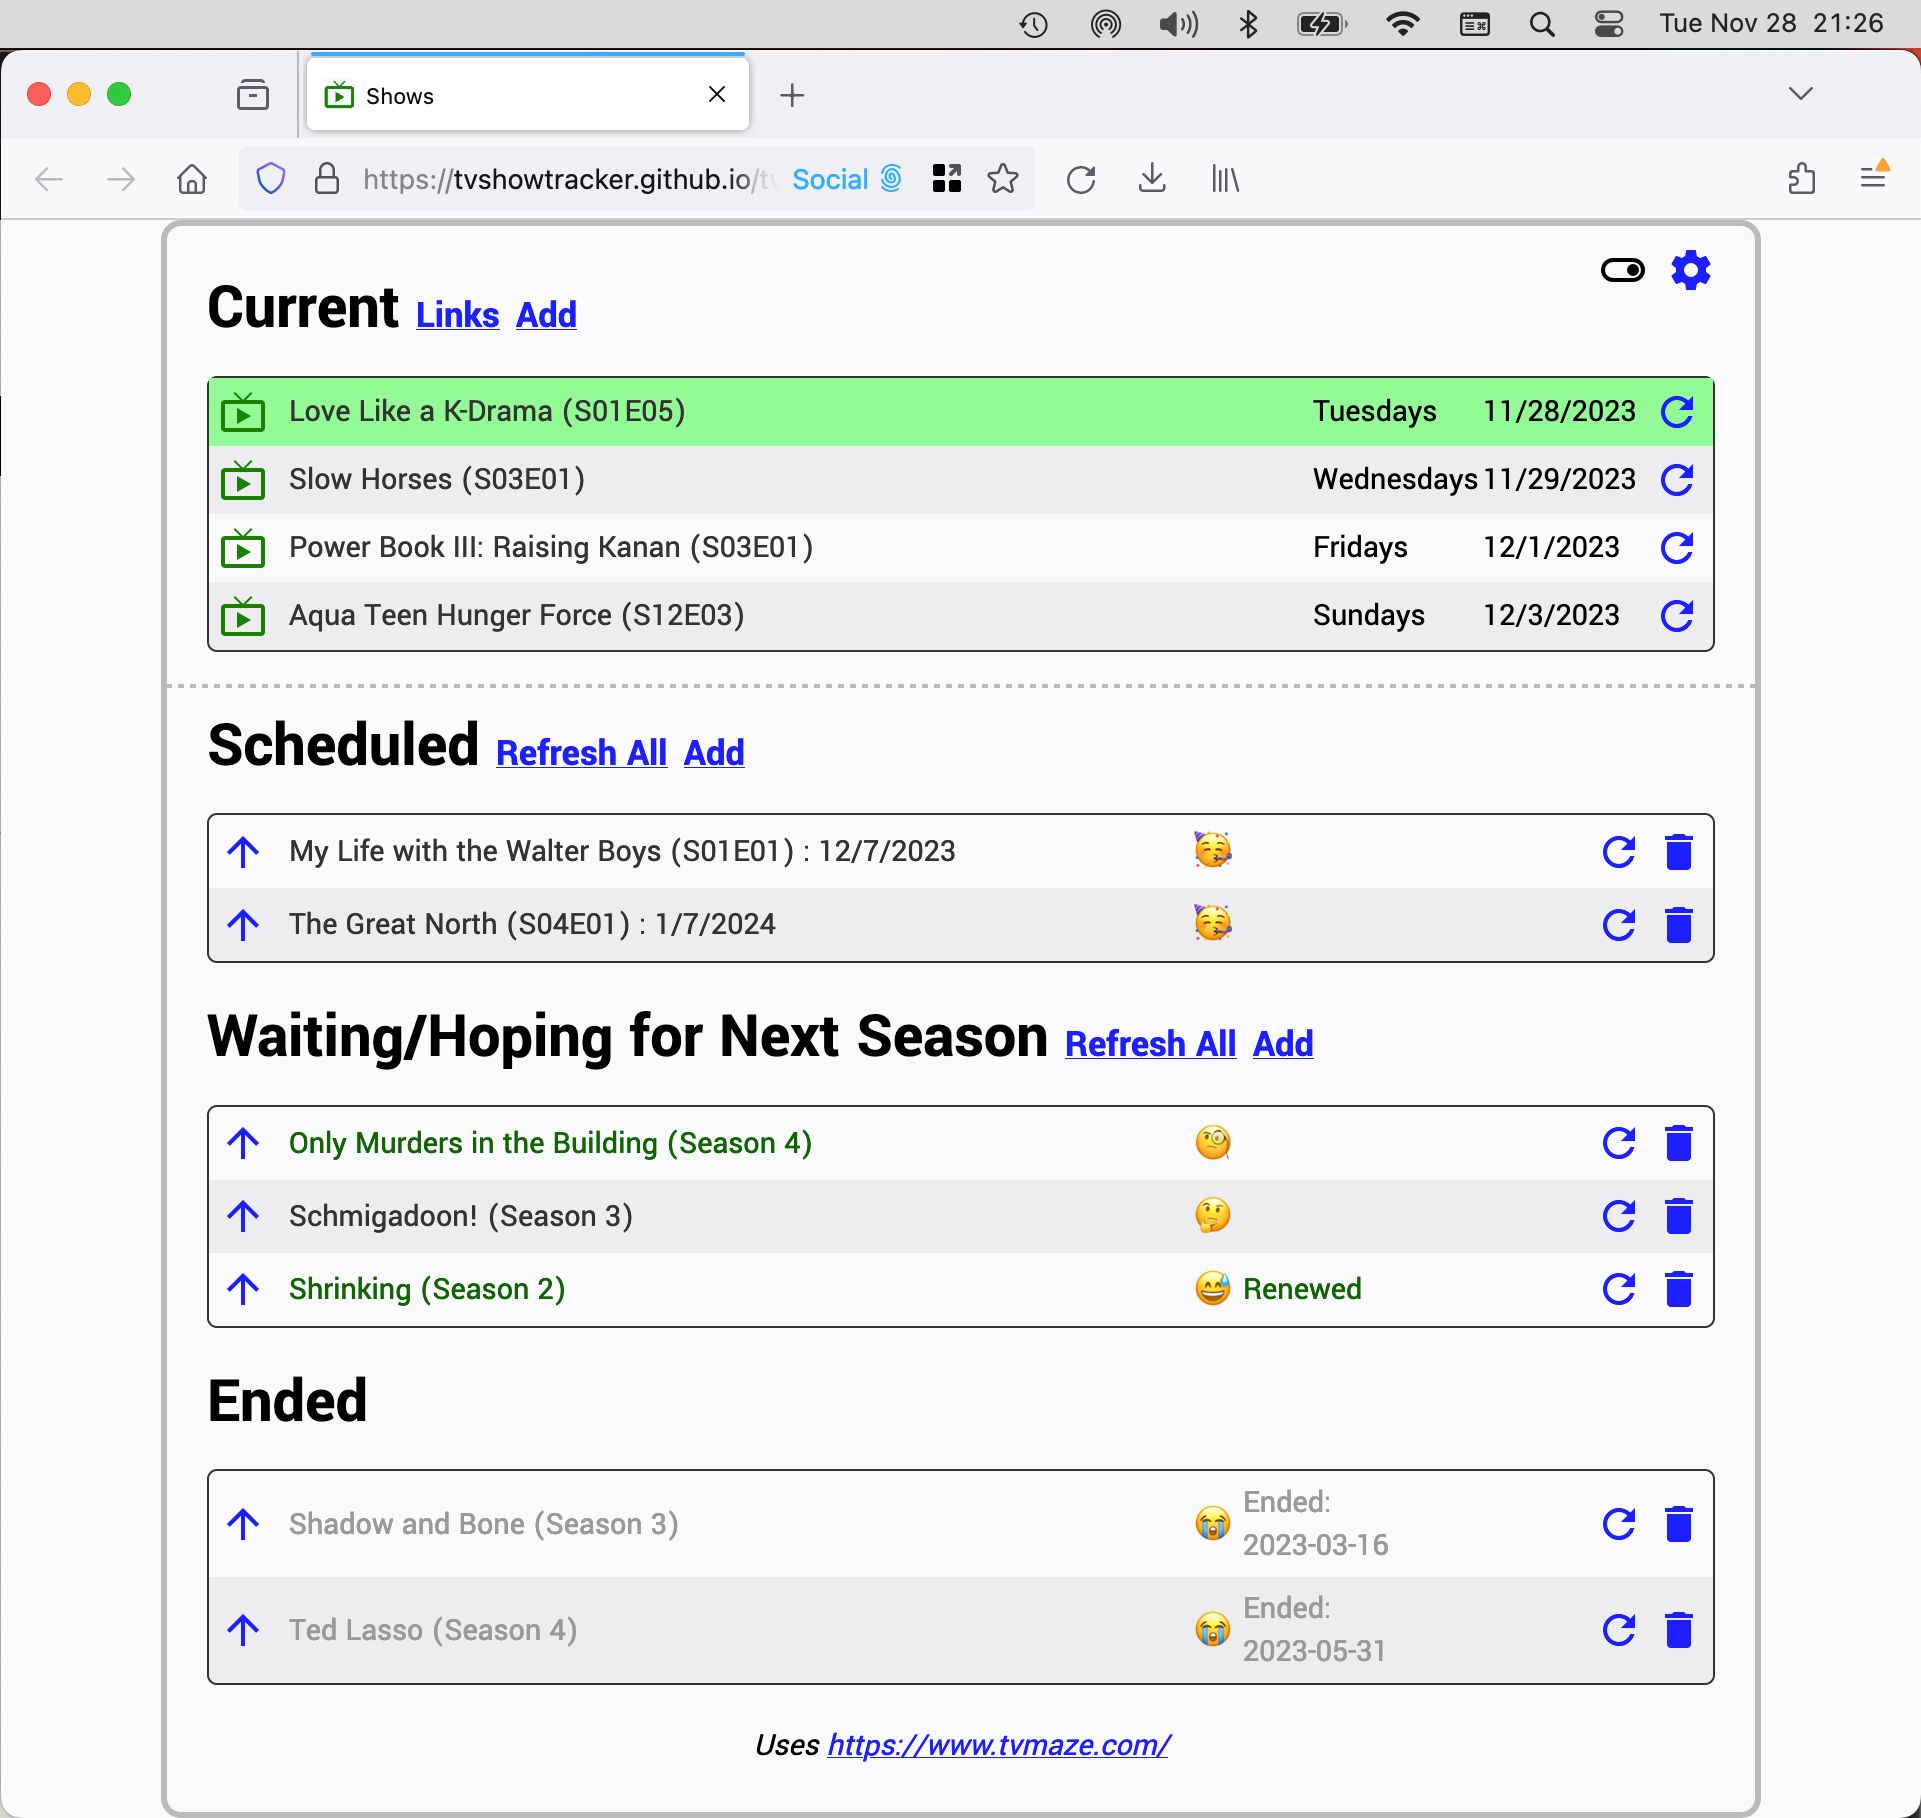 Tue Nov 28 21:26
Shows
https://tvshowtracker.github.io/tv Social
Current Links Add
Love Like a K-Drama (S01E05) Tuesdays 11/28/2023
Slow Horses (S03E01) Wednesdays 11/29/2023
Power Book III: Raising Kanan (S03E01) Fridays 12/1/2023
Aqua Teen Hunger Force (S12E03) Sundays 12/3/2023
Scheduled Refresh All Add
My Life with the Walter Boys (S01E01) : 12/7/2023
The Great North (S04E01) : 1/7/2024
Waiting/Hoping for Next Season Refresh All Add
Only Murders in the Building (Season 4)
Schmigadoon! (Season 3)
Shrinking (Season 2) Renewed
Ended
Shadow and Bone (Season 3) Ended:
2023-03-16
Ted Lasso (Season 4) Ended:
2023-05-31
Uses https://www.tvmaze.com/